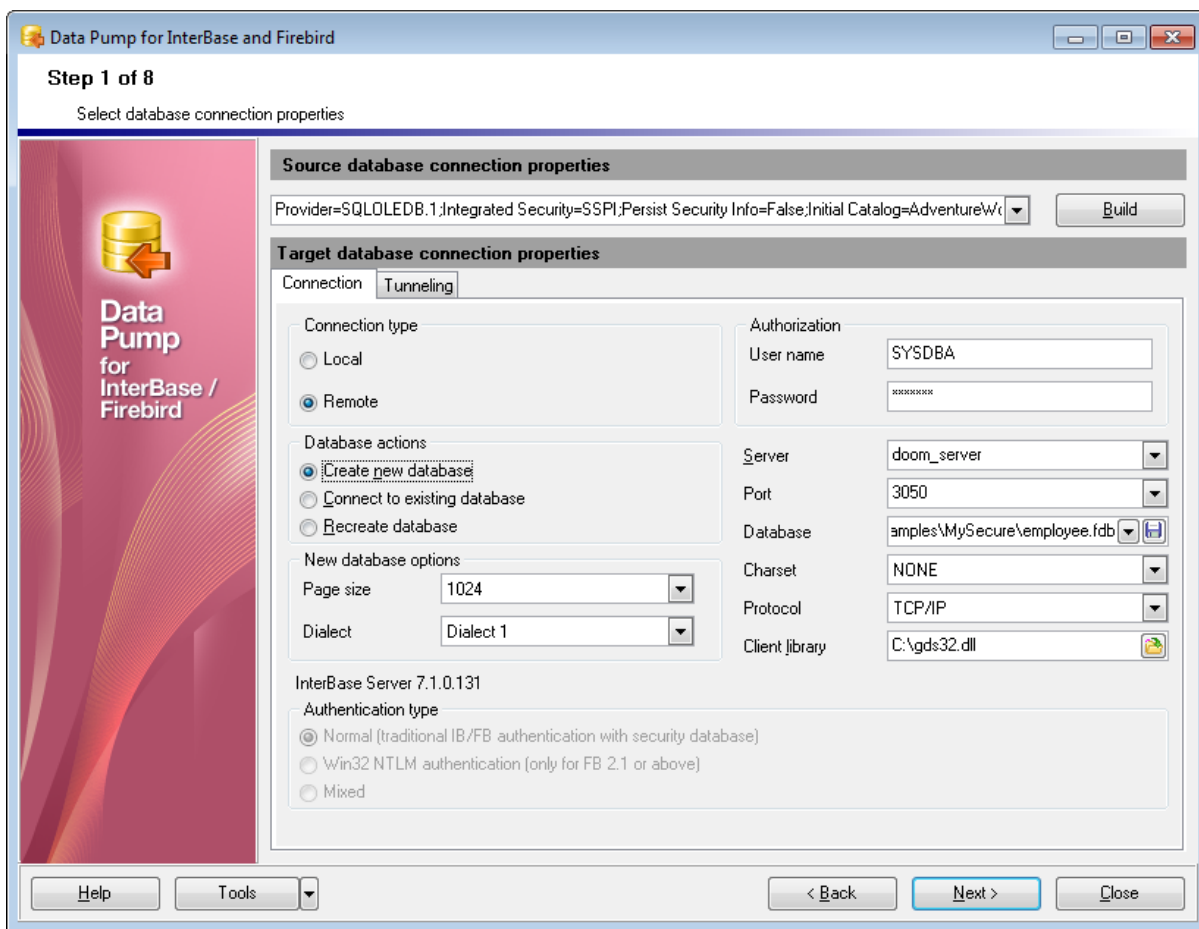 Data Pump for InterBase and Firebird
Step 1 of 8
Select database connection properties
Data
Pump
for
InterBase /
Firebird
Source database connection properties
Provider=SQLOLEDB.1;Integrated Security=SSPI;Persist Security Info=False;Initial Catalog=AdventureWo
Build
Target database connection properties
Connection
Tunneling
Connection type
Local
Remote
Authorization
User name
SYSDBA
Password
*******
Database actions
Create new database
Connect to existing database
Recreate database
Server
doom_server
Port
3050
Database
amples\MySecure\employee.fdb
New database options
Page size
1024
Dialect
Dialect 1
Charset
NONE
Protocol
TCP/IP
Client library
C:\gds32.dll
InterBase Server 7.1.0.131
Authentication type
Normal (traditional IB/FB authentication with security database)
Win32 NTLM authentication (only for FB 2.1 or above)
Mixed
Help
Tools
< Back
Next >
Close